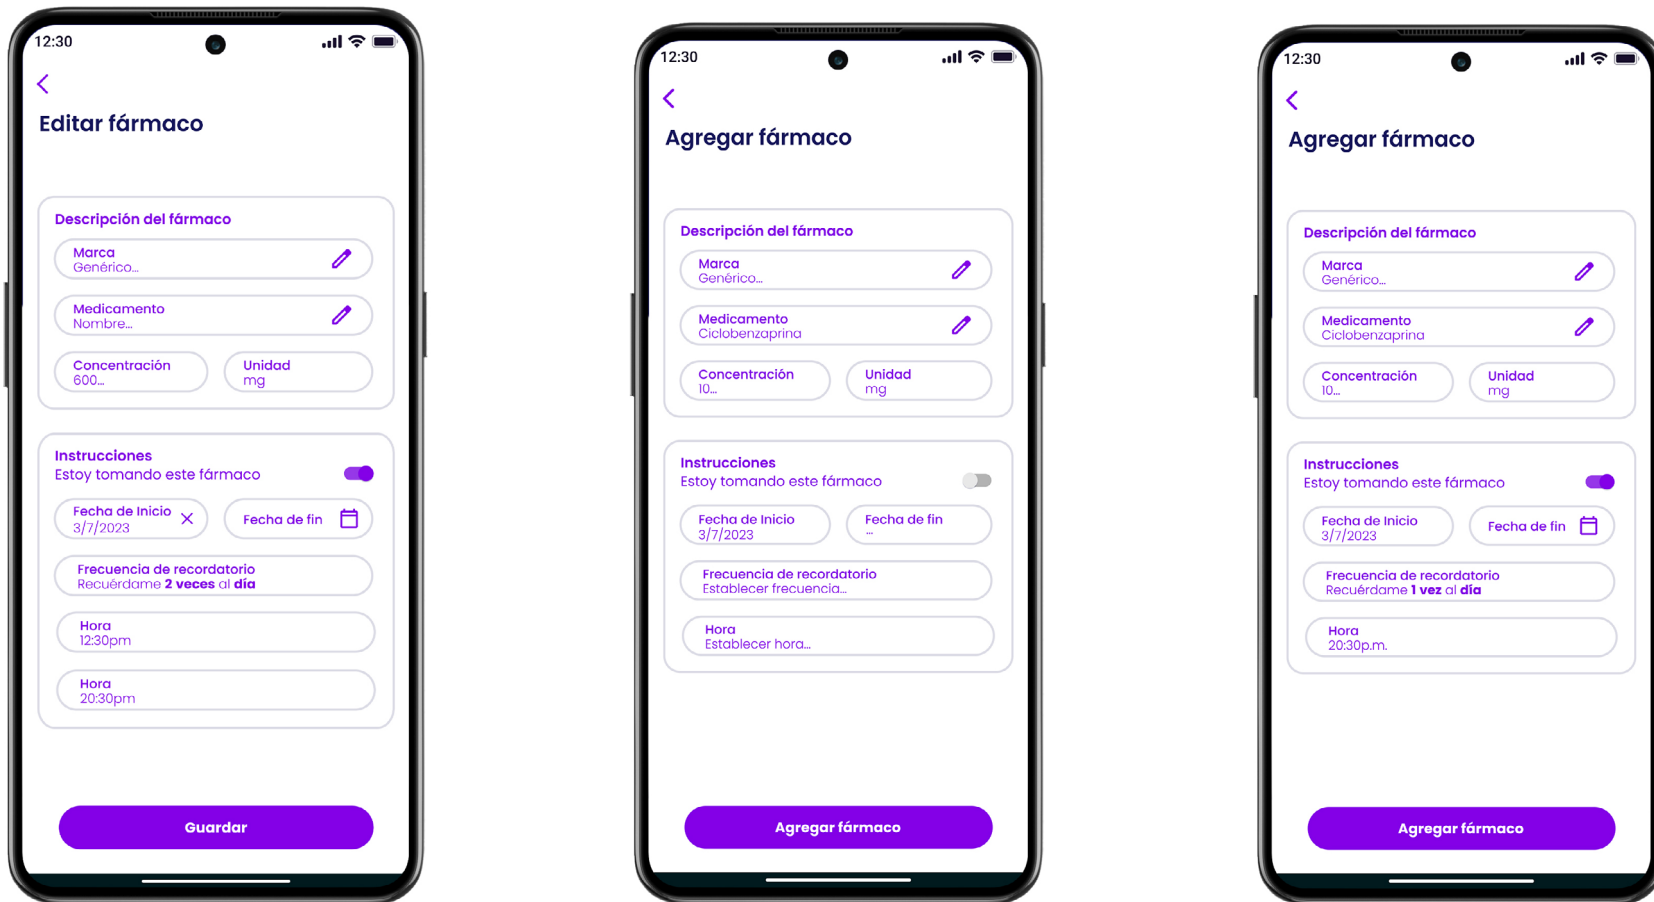 12:30
Editar fármaco
Descripción del fármaco
Marca
Genérico...
Medicamento
Nombre...
Concentración
600...
Unidad
mg
Instrucciones
Estoy tomando este fármaco
Fecha de Inicio
3/7/2023
Fecha de fin
Frecuencia de recordatorio
Recuérdame 2 veces al día
Hora
12:30pm
Hora
20:30pm
Guardar
12:30
Agregar fármaco
Descripción del fármaco
Marca
Genérico...
Medicamento
Ciclobenzaprina
Concentración
10...
Unidad
mg
Instrucciones
Estoy tomando este fármaco
Fecha de Inicio
3/7/2023
Fecha de fin
...
Frecuencia de recordatorio
Establecer frecuencia...
Hora
Establecer hora...
Agregar fármaco
12:30
Agregar fármaco
Descripción del fármaco
Marca
Genérico...
Medicamento
Ciclobenzaprina
Concentración
10...
Unidad
mg
Instrucciones
Estoy tomando este fármaco
Fecha de Inicio
3/7/2023
Fecha de fin
Frecuencia de recordatorio
Recuérdame 1 vez al día
Hora
20:30p.m.
Agregar fármaco